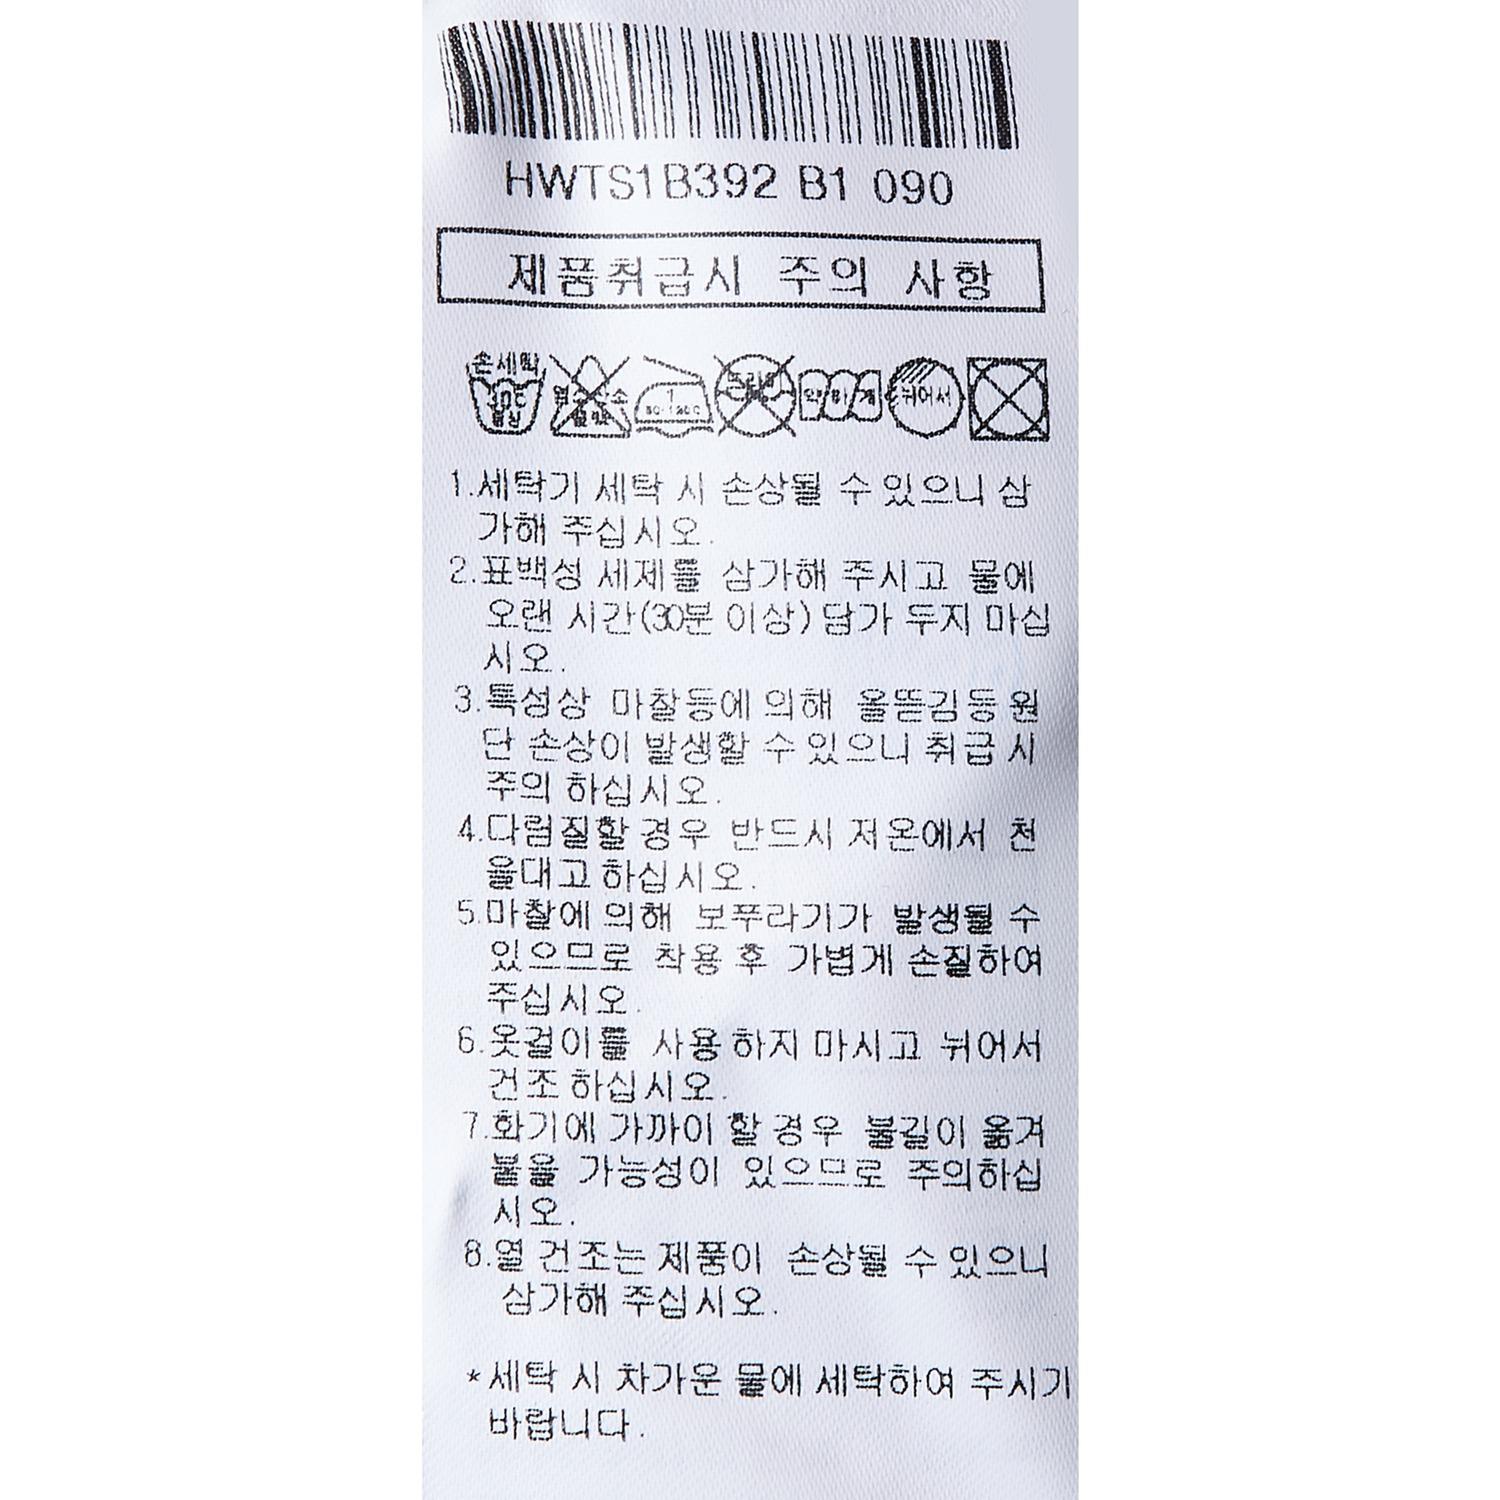 HWTS1B392 B1 090
제품취급시 주의 사항
손세탁 30℃ 중성 염소산소표백 1 80-120℃ 드라이 약하게 뉘어서
1.세탁기 세탁 시 손상될 수 있으니 삼
가해 주십시오.
2.표백성 세제를 삼가해 주시고 물에
오랜 시간(30분 이상) 담가 두지 마십
시오.
3.특성상 마찰등에 의해 올뜯김등 원
단 손상이 발생할 수 있으니 취급 시
주의 하십시오.
4.다림질할 경우 반드시 저온에서 천
을대고 하십시오.
5.마찰에 의해 보푸라기가 발생될 수
있으므로 착용 후 가볍게 손질하여
주십시오.
6.옷걸이를 사용 하지 마시고 뉘어서
건조 하십시오.
7.화기에 가까이 할 경우 불길이 옮겨
붙을 가능성이 있으므로 주의하십
시오.
8.열 건조는 제품이 손상될 수 있으니
삼가해 주십시오.
*세탁 시 차가운 물에 세탁하여 주시기
바랍니다.